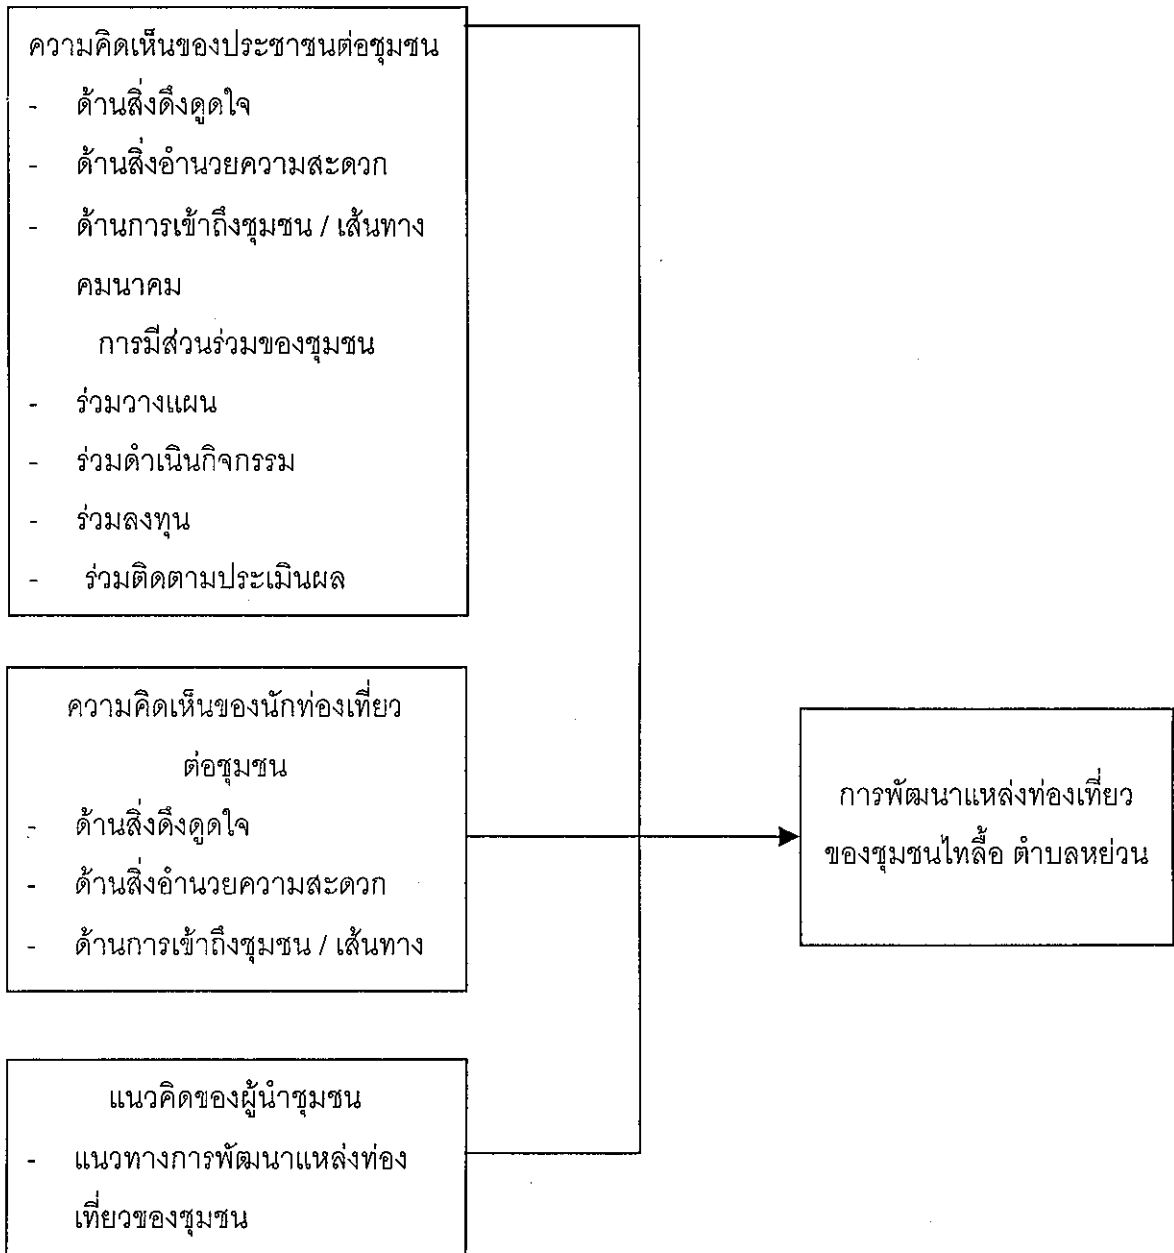 ความคิดเห็นของประชาชนต่อชุมชน
- ด้านสิ่งดึงดูดใจ
- ด้านสิ่งอำนวยความสะดวก
- ด้านการเข้าถึงชุมชน / เส้นทาง
คมนาคม
การมีส่วนร่วมของชุมชน
- ร่วมวางแผน
- ร่วมดำเนินกิจกรรม
- ร่วมลงทุน
- ร่วมติดตามประเมินผล
ความคิดเห็นของนักท่องเที่ยว
ต่อชุมชน
- ด้านสิ่งดึงดูดใจ
- ด้านสิ่งอำนวยความสะดวก
- ด้านการเข้าถึงชุมชน / เส้นทาง
แนวคิดของผู้นำชุมชน
- แนวทางการพัฒนาแหล่งท่อง
เที่ยวของชุมชน
การพัฒนาแหล่งท่องเที่ยว
ของชุมชนไทลื้อ ตำบลหย่วน